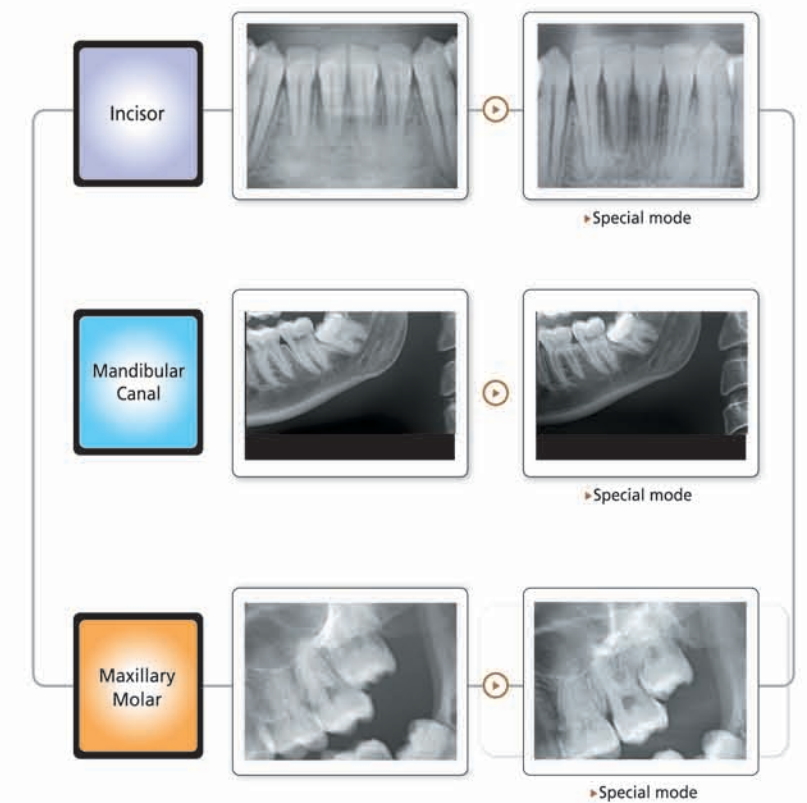 Incisor
▸Special mode
Mandibular
Canal
▸Special mode
Maxillary
Molar
▸Special mode